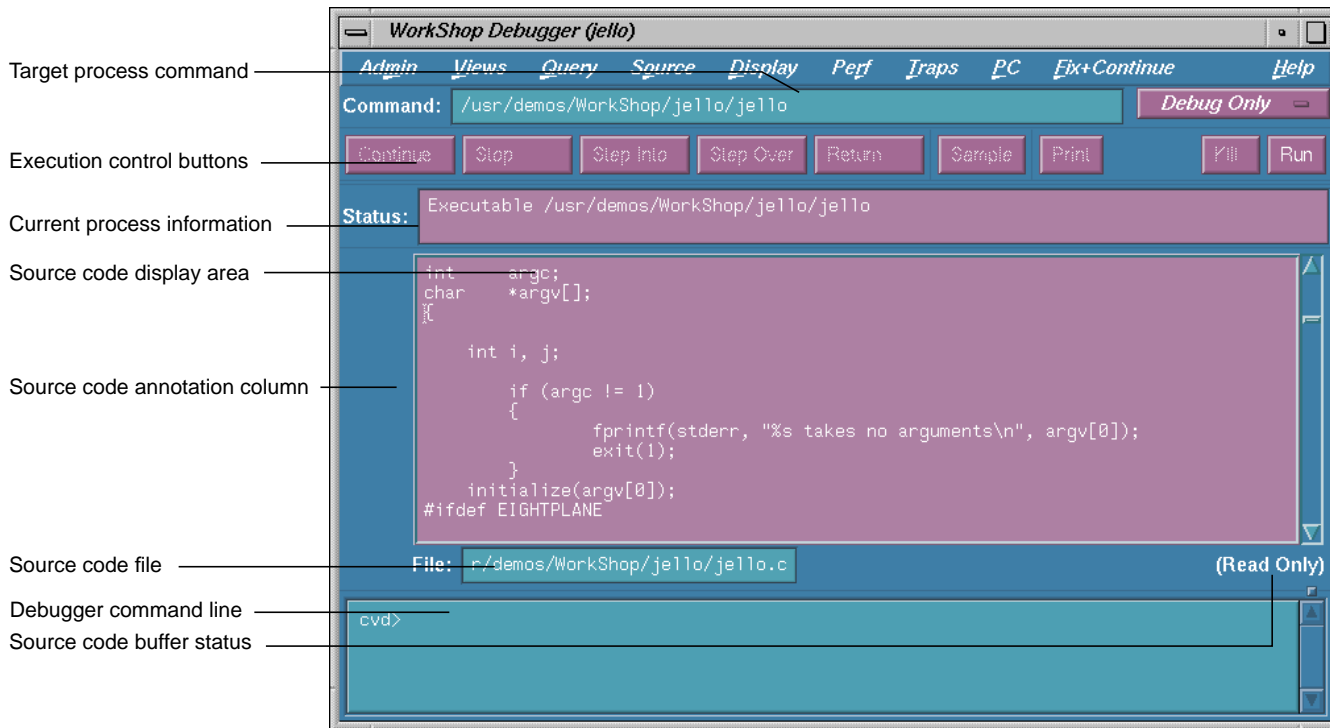 WorkShop Debugger (jello)
Target process command
Admin Views Query Source Display Perf Traps PC Fix+Continue Help
Command: /usr/demos/WorkShop/jello/jello Debug Only
Execution control buttons
Continue Stop Step Into Step Over Return Sample Print Kill Run
Current process information
Status: Executable /usr/demos/WorkShop/jello/jello
Source code display area
int argc;
char *argv[];
{
int i, j;
Source code annotation column
if (argc != 1)
{
fprintf(stderr, "%s takes no arguments\n", argv[0]);
exit(1);
}
initialize(argv[0]);
#ifdef EIGHTPLANE
Source code file
File: r/demos/WorkShop/jello/jello.c (Read Only)
Debugger command line
cvd>
Source code buffer status